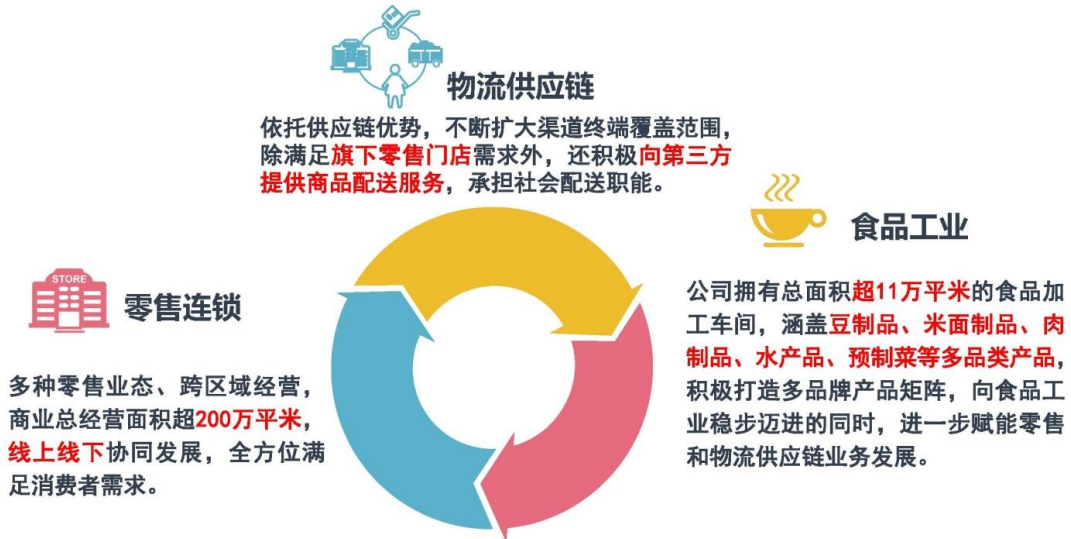 物流供应链
依托供应链优势，不断扩大渠道终端覆盖范围，
除满足旗下零售门店需求外，还积极向第三方
提供商品配送服务，承担社会配送职能。
食品工业
公司拥有总面积超11万平米的食品加
工车间，涵盖豆制品、米面制品、肉
制品、水产品、预制菜等多品类产品，
积极打造多品牌产品矩阵，向食品工
业稳步迈进的同时，进一步赋能零售
和物流供应链业务发展。
STORE
零售连锁
多种零售业态、跨区域经营，
商业总经营面积超200万平米，
线上线下协同发展，全方位满
足消费者需求。